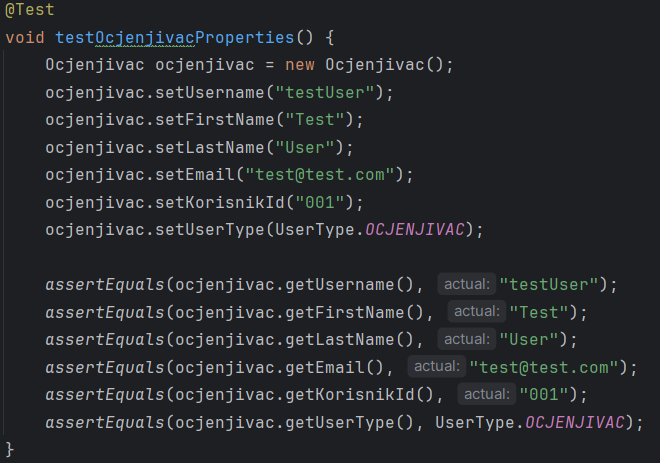 @Test
void testOcjenjivacProperties() {
    Ocjenjivac ocjenjivac = new Ocjenjivac();
    ocjenjivac.setUsername("testUser");
    ocjenjivac.setFirstName("Test");
    ocjenjivac.setLastName("User");
    ocjenjivac.setEmail("test@test.com");
    ocjenjivac.setKorisnikId("001");
    ocjenjivac.setUserType(UserType.OCJENJIVAC);
    assertEquals(ocjenjivac.getUsername(), actual: "testUser");
    assertEquals(ocjenjivac.getFirstName(), actual: "Test");
    assertEquals(ocjenjivac.getLastName(), actual: "User");
    assertEquals(ocjenjivac.getEmail(), actual: "test@test.com");
    assertEquals(ocjenjivac.getKorisnikId(), actual: "001");
    assertEquals(ocjenjivac.getUserType(), UserType.OCJENJIVAC);
}